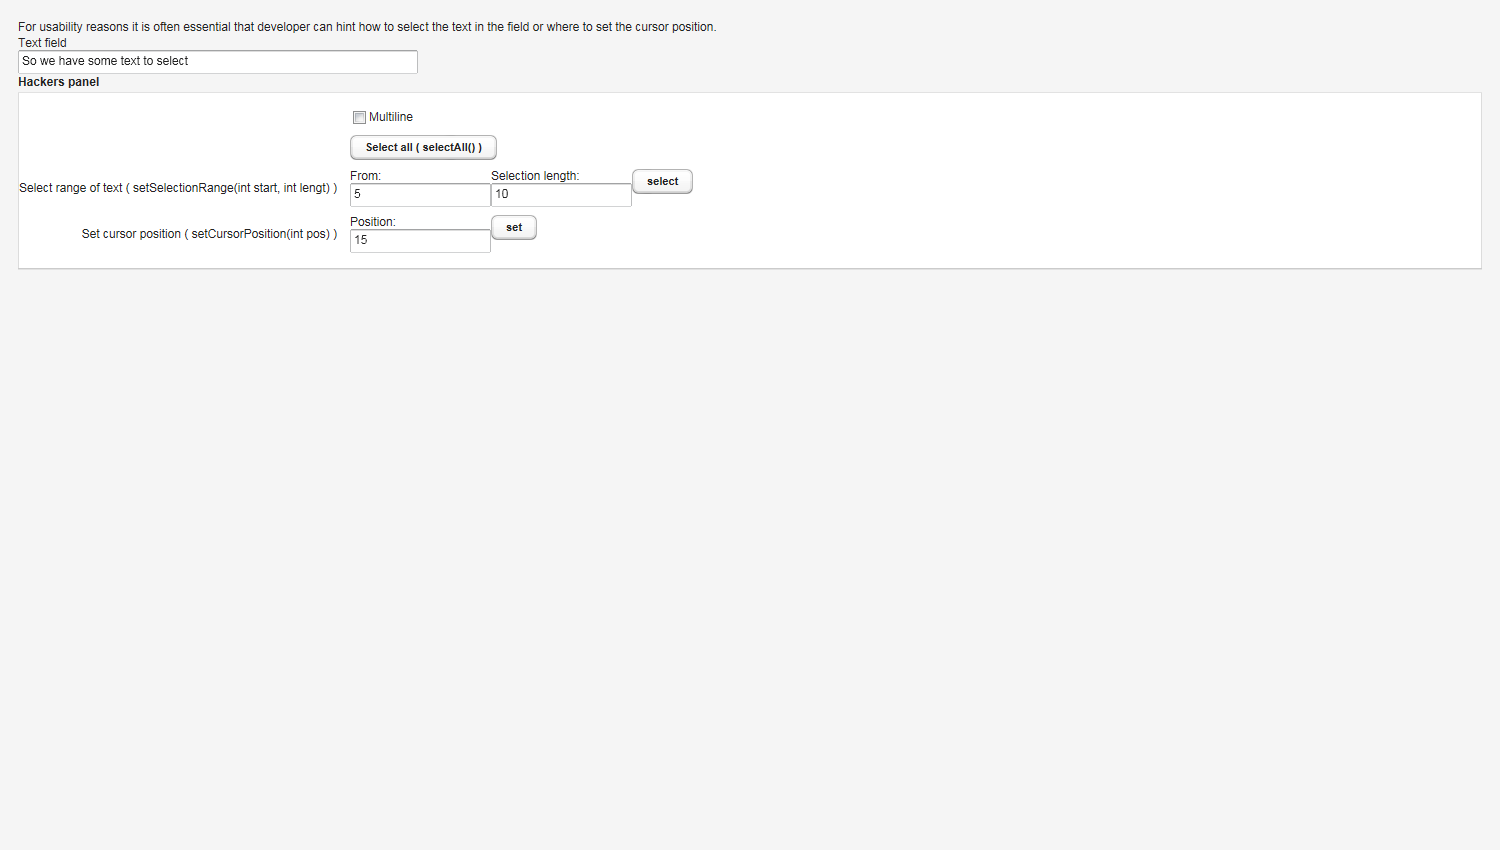 For usability reasons it is often essential that developer can hint how to select the text in the field or where to set the cursor position.
Text field
So we have some text to select
Hackers panel
Multiline
Select all ( selectAll() )
Select range of text ( setSelectionRange(int start, int lengt) )
From:
Selection length:
5
10
select
Set cursor position ( setCursorPosition(int pos) )
Position:
15
set